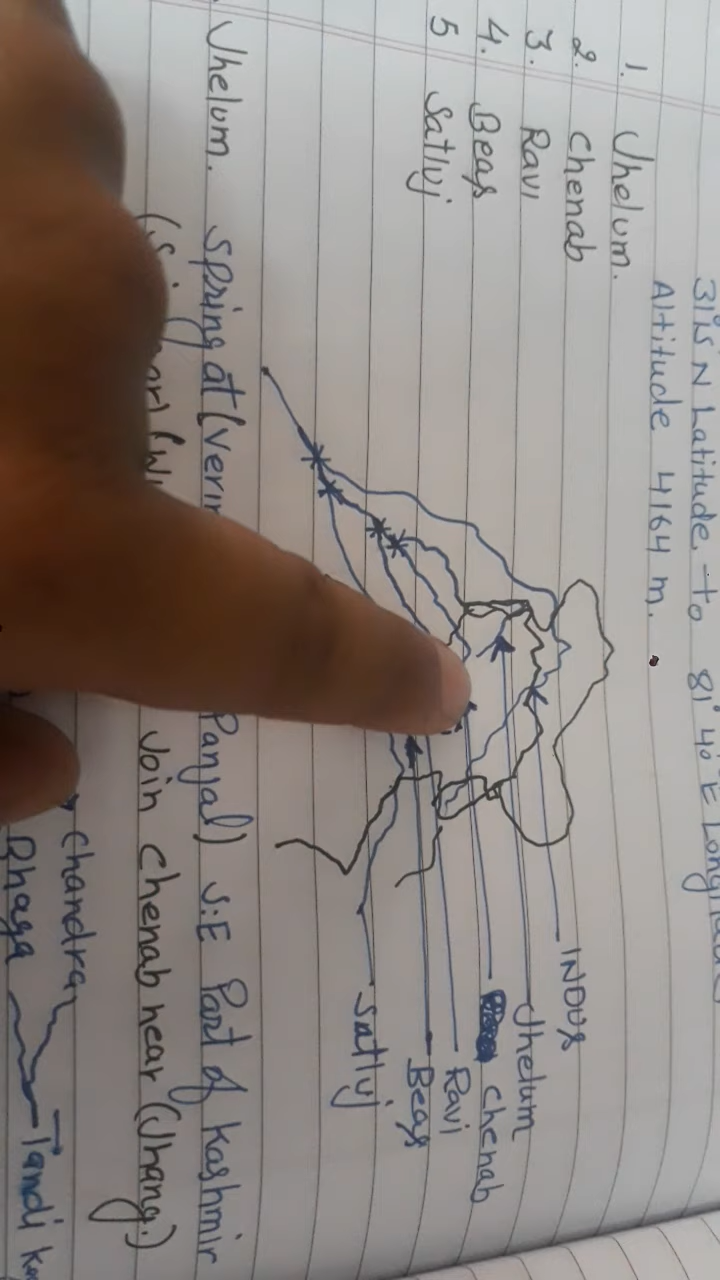 31°15 N Latitude, to 81° 40' E
Altitude 4164 m.
1. Jhelum.
2. Chenab
3. Ravi
4. Beas
5 Satluj
INDUS
Jhelum
Chenab
Ravi
Beas
Satluj
Jhelum. Spring at (Panjal) S.E Part of Kashmir
Join Chenab near (Jhang.)
Chandra
Bhaga
Tandi